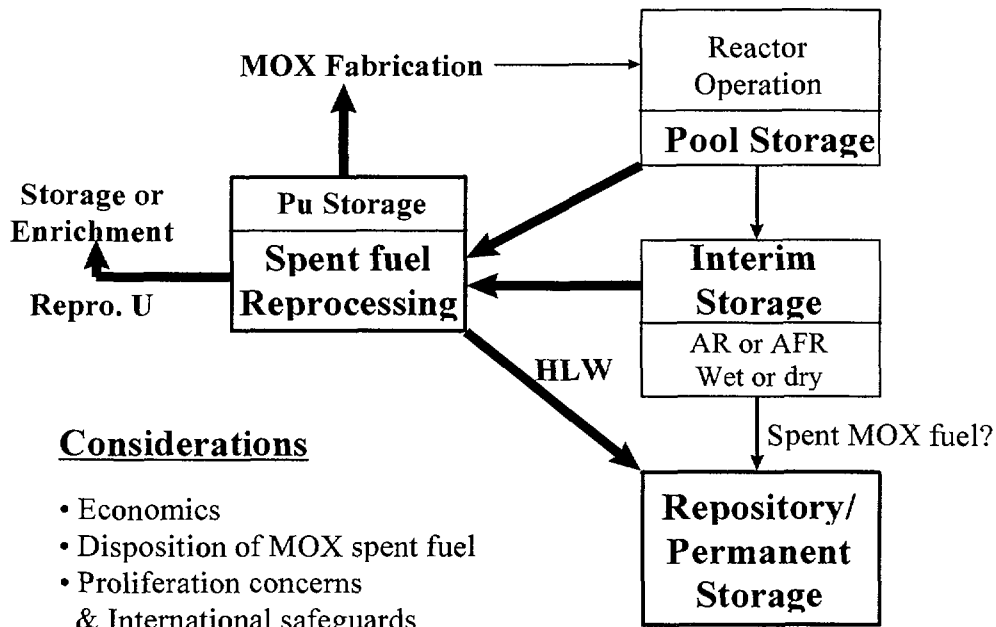 MOX Fabrication
Reactor
Operation
Pool Storage
Storage or
Enrichment
Repro. U
Pu Storage
Spent fuel
Reprocessing
Interim
Storage
AR or AFR
Wet or dry
HLW
Spent MOX fuel?
Repository/
Permanent
Storage
Considerations
• Economics
• Disposition of MOX spent fuel
• Proliferation concerns
& International safeguards